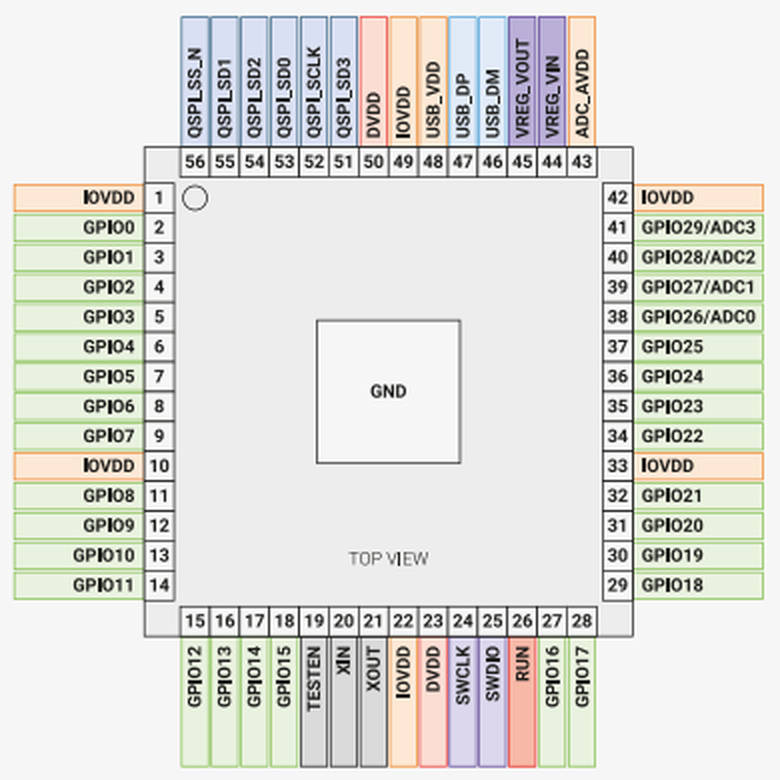 QSPI_SS_N
QSPI_SD1
QSPI_SD2
QSPI_SD0
QSPI_SCLK
QSPI_SD3
DVDD
IOVDD
USB_VDD
USB_DP
USB_DM
VREG_VOUT
VREG_VIN
ADC_AVDD
56 55 54 53 52 51 50 49 48 47 46 45 44 43
IOVDD 1 42 IOVDD
GPIO0 2 41 GPIO29/ADC3
GPIO1 3 40 GPIO28/ADC2
GPIO2 4 39 GPIO27/ADC1
GPIO3 5 38 GPIO26/ADC0
GPIO4 6 37 GPIO25
GPIO5 7 36 GPIO24
GND
GPIO6 8 35 GPIO23
GPIO7 9 34 GPIO22
IOVDD 10 33 IOVDD
GPIO8 11 32 GPIO21
GPIO9 12 31 GPIO20
GPIO10 13 30 GPIO19
TOP VIEW
GPIO11 14 29 GPIO18
15 16 17 18 19 20 21 22 23 24 25 26 27 28
GPIO12
GPIO13
GPIO14
GPIO15
TESTEN
XIN
XOUT
IOVDD
DVDD
SWCLK
SWDIO
RUN
GPIO16
GPIO17